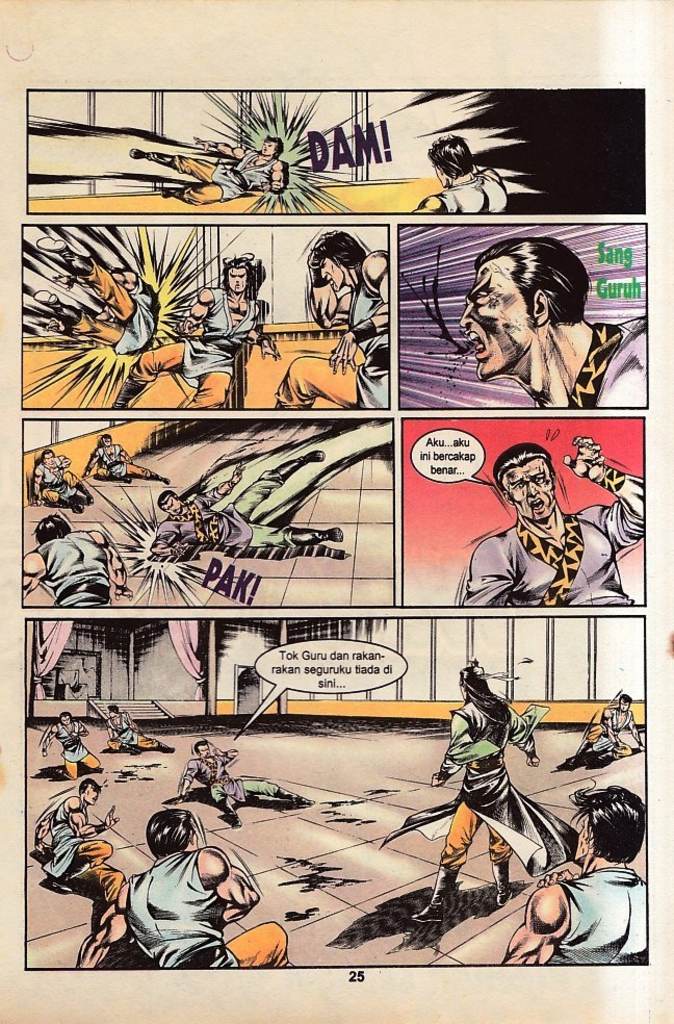 DAM!
Sang
Guruh
PAK!
Aku...aku
ini bercakap
benar...
Tok Guru dan rakan-
rakan seguruku tiada di
sini...
25